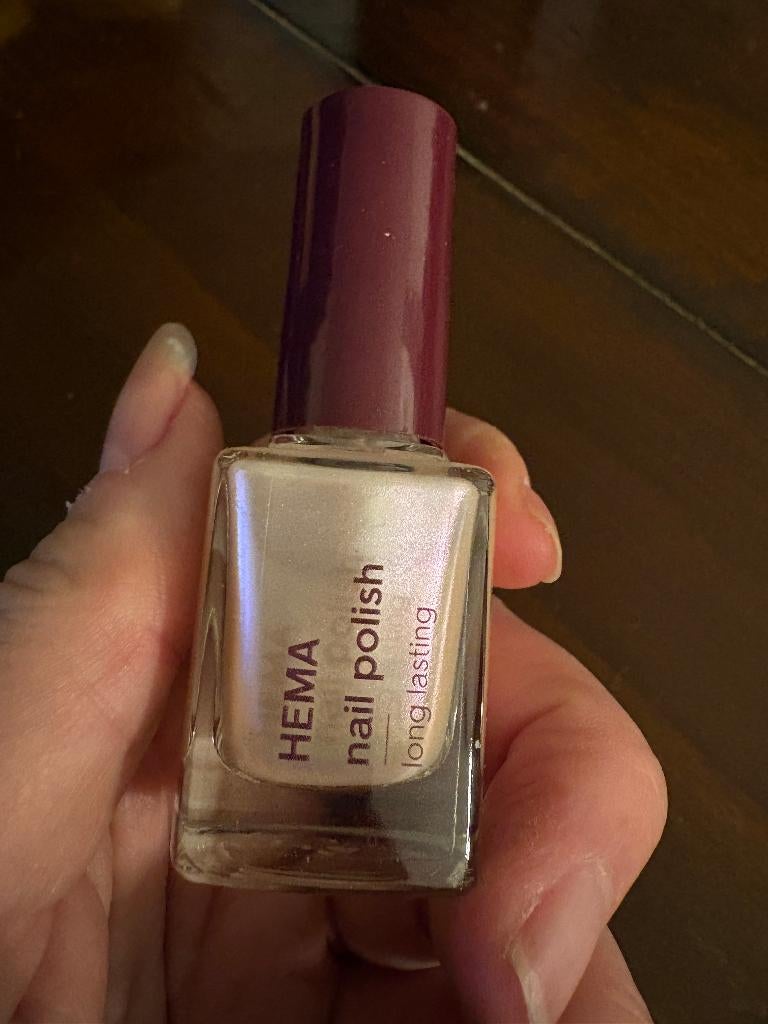 HEMA
nail polish
long lasting